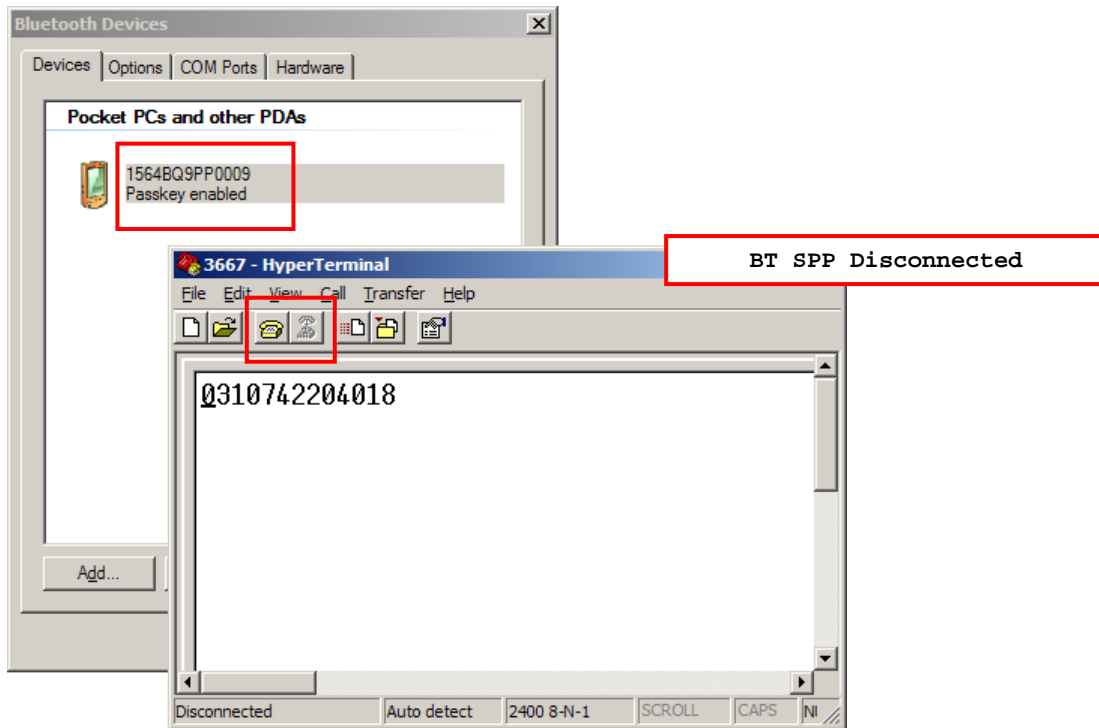 Bluetooth Devices
Devices Options COM Ports Hardware
Pocket PCs and other PDAs
1564BQ9PP0009
Passkey enabled
Add...
BT SPP Disconnected
3667 - HyperTerminal
File Edit View Call Transfer Help
0310742204018
Disconnected Auto detect 2400 8-N-1 SCROLL CAPS